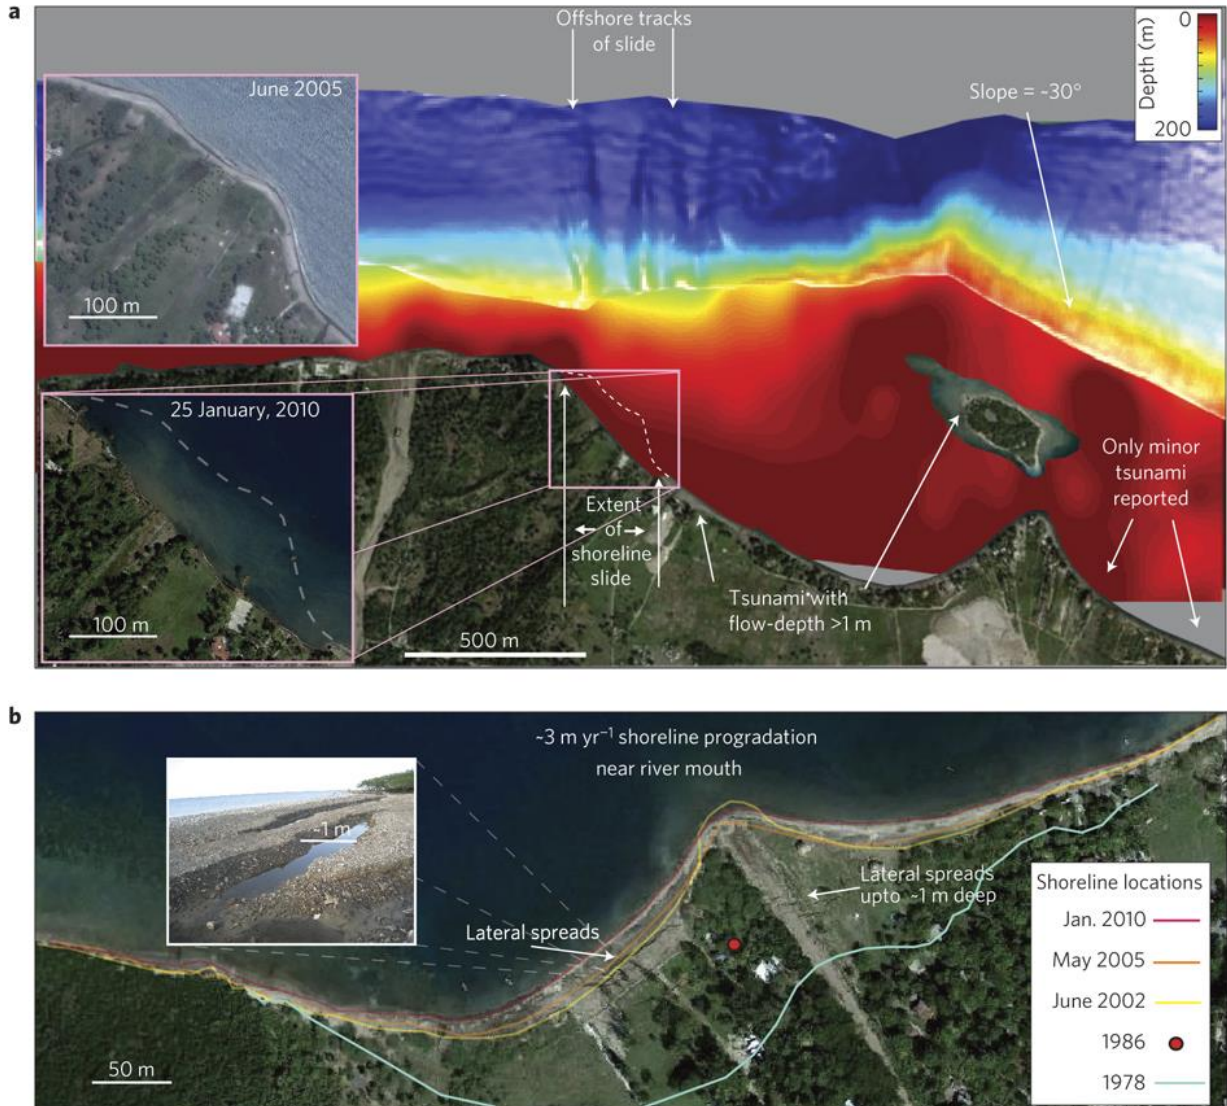 a
Offshore tracks
of slide
0
Depth (m)
200
June 2005
Slope = ~30°
100 m
25 January, 2010
Only minor
tsunami
reported
Extent
of
shoreline
slide
Tsunami with
flow-depth >1 m
100 m
500 m
b
~3 m yr⁻¹ shoreline progradation
near river mouth
~1 m
Lateral spreads
upto ~1 m deep
Lateral spreads
Shoreline locations
Jan. 2010
May 2005
June 2002
1986
1978
50 m